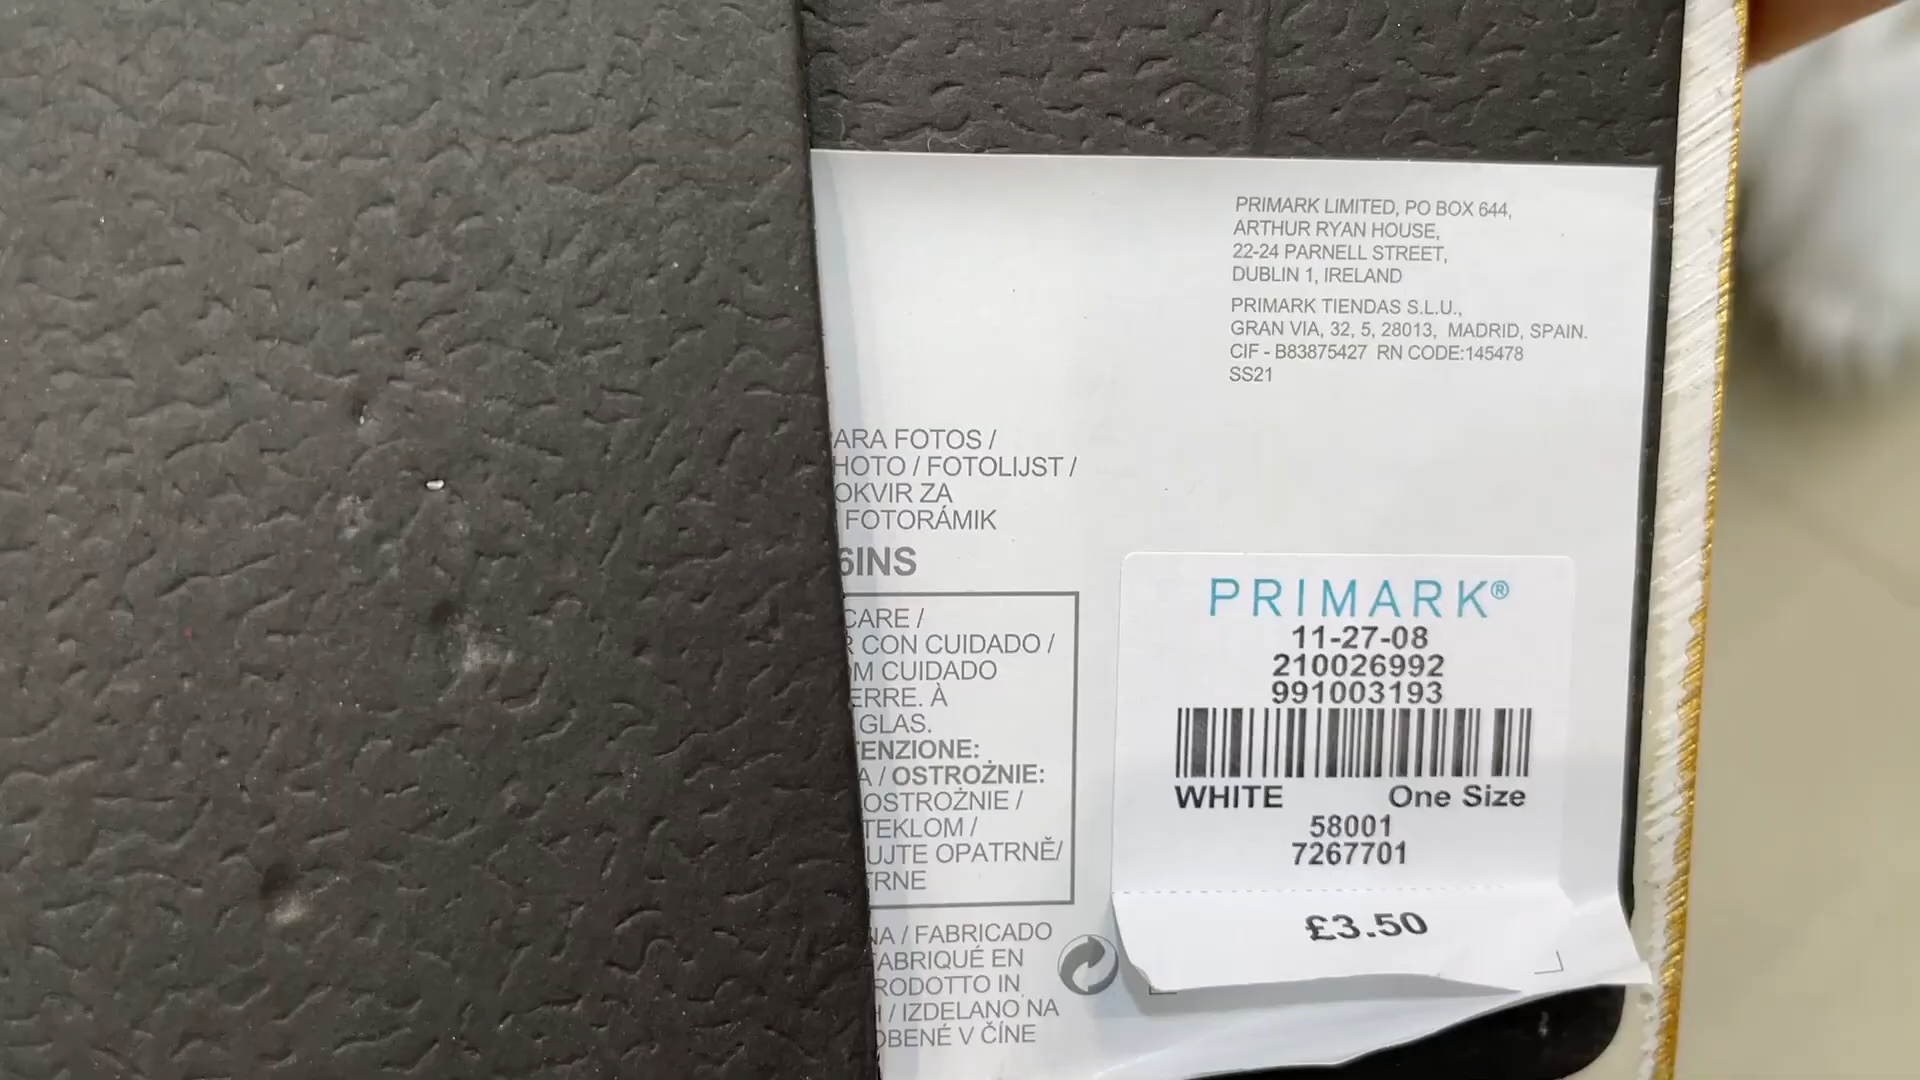 PRIMARK LIMITED, PO BOX 644,
ARTHUR RYAN HOUSE,
22-24 PARNELL STREET,
DUBLIN 1, IRELAND
PRIMARK TIENDAS S.L.U.,
GRAN VIA, 32, 5, 28013, MADRID, SPAIN.
CIF - B83875427 RN CODE:145478
SS21
ARA FOTOS /
HOTO / FOTOLIJST /
OKVIR ZA
FOTORÁMIK
6INS
CARE /
R CON CUIDADO /
OM CUIDADO
ERRE. À
GLAS.
TENZIONE:
A / OSTROŻNIE:
OSTROŻNIE /
TEKLOM /
UJTE OPATRNĚ/
TRNE
NA / FABRICADO
FABRIQUÉ EN
RODOTTO IN
/ IZDELANO NA
OBENÉ V ČÍNE
PRIMARK®
11-27-08
210026992
991003193
WHITE One Size
58001
7267701
£3.50